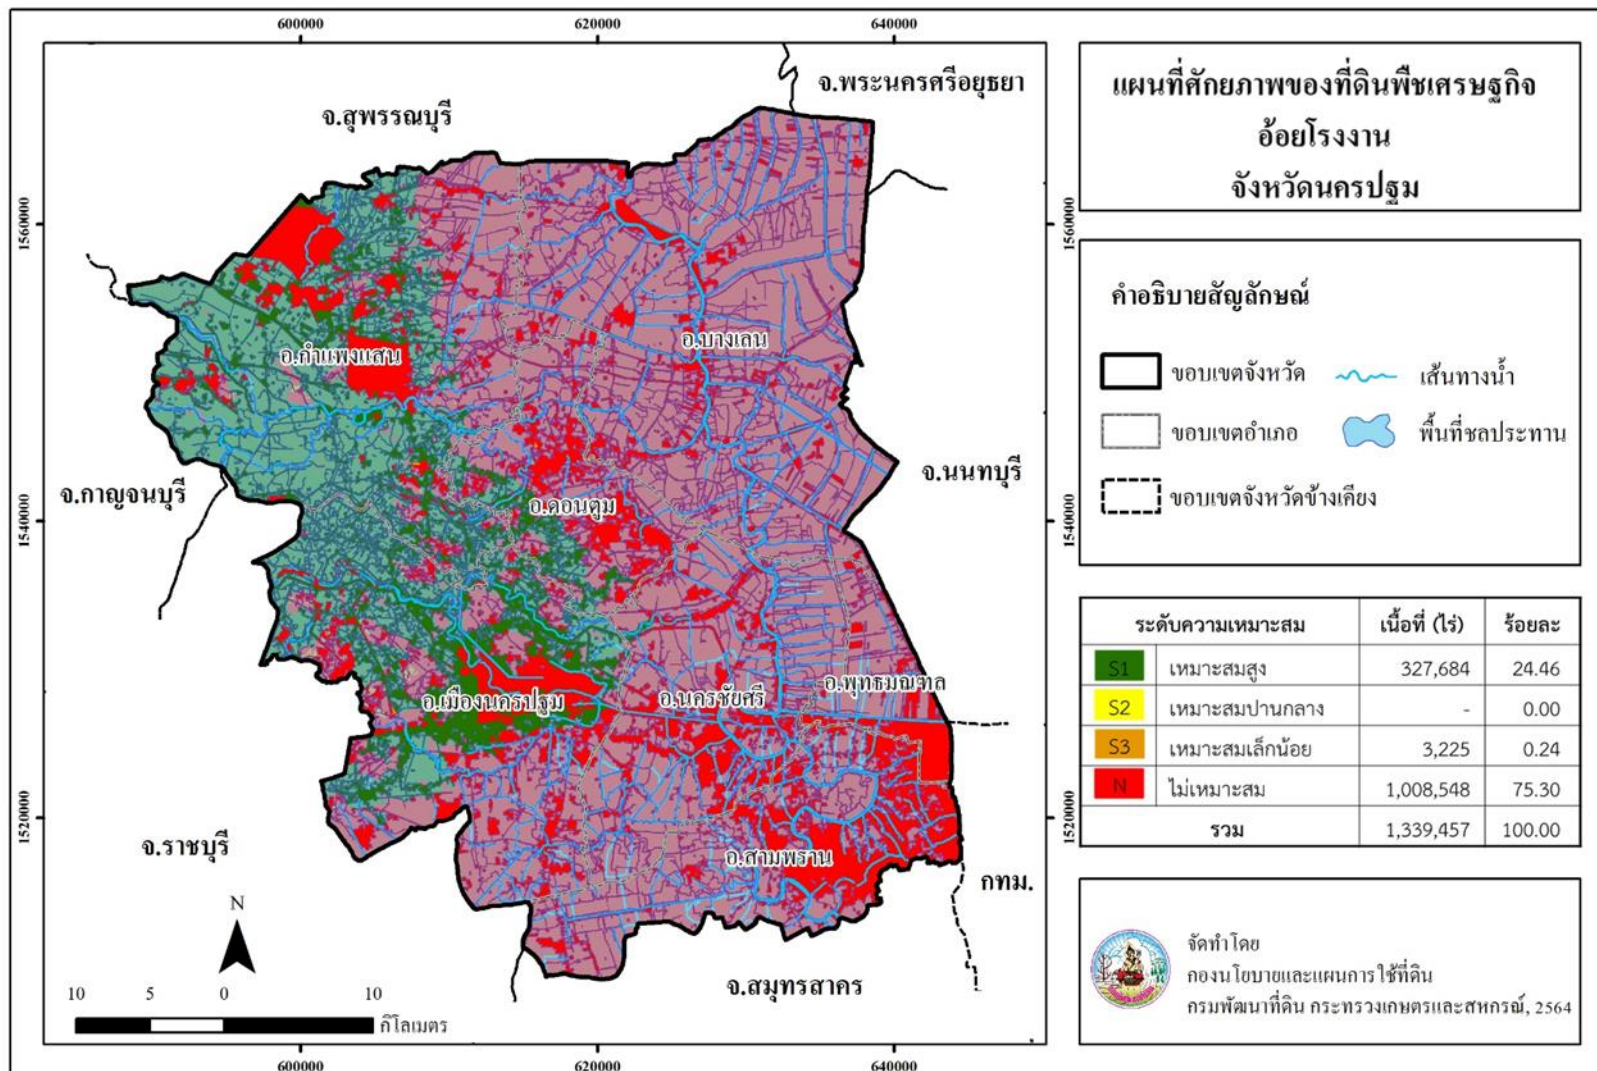 600000 620000 640000
แผนที่ศักยภาพของที่ดินพืชเศรษฐกิจ
อ้อยโรงงาน
จังหวัดนครปฐม
จ.พระนครศรีอยุธยา
จ.สุพรรณบุรี
1560000 1560000
คำอธิบายสัญลักษณ์
อ.บางเลน
อ.กำแพงแสน
ขอบเขตจังหวัด เส้นทางน้ำ
ขอบเขตอำเภอ พื้นที่ชลประทาน
ขอบเขตจังหวัดข้างเคียง
จ.นนทบุรี
จ.กาญจนบุรี
อ.ดอนตูม
1540000 1540000
ระดับความเหมาะสม เนื้อที่ (ไร่) ร้อยละ
S1 เหมาะสมสูง 327,684 24.46
S2 เหมาะสมปานกลาง - 0.00
S3 เหมาะสมเล็กน้อย 3,225 0.24
N ไม่เหมาะสม 1,008,548 75.30
รวม 1,339,457 100.00
อ.พุทธมณฑล
อ.เมืองนครปฐม อ.นครชัยศรี
1520000 1520000
จ.ราชบุรี
อ.สามพราน
กทม.
N
จ.สมุทรสาคร
10 5 0 10
กิโลเมตร
จัดทำโดย
กองนโยบายและแผนการใช้ที่ดิน
กรมพัฒนาที่ดิน กระทรวงเกษตรและสหกรณ์, 2564
600000 620000 640000